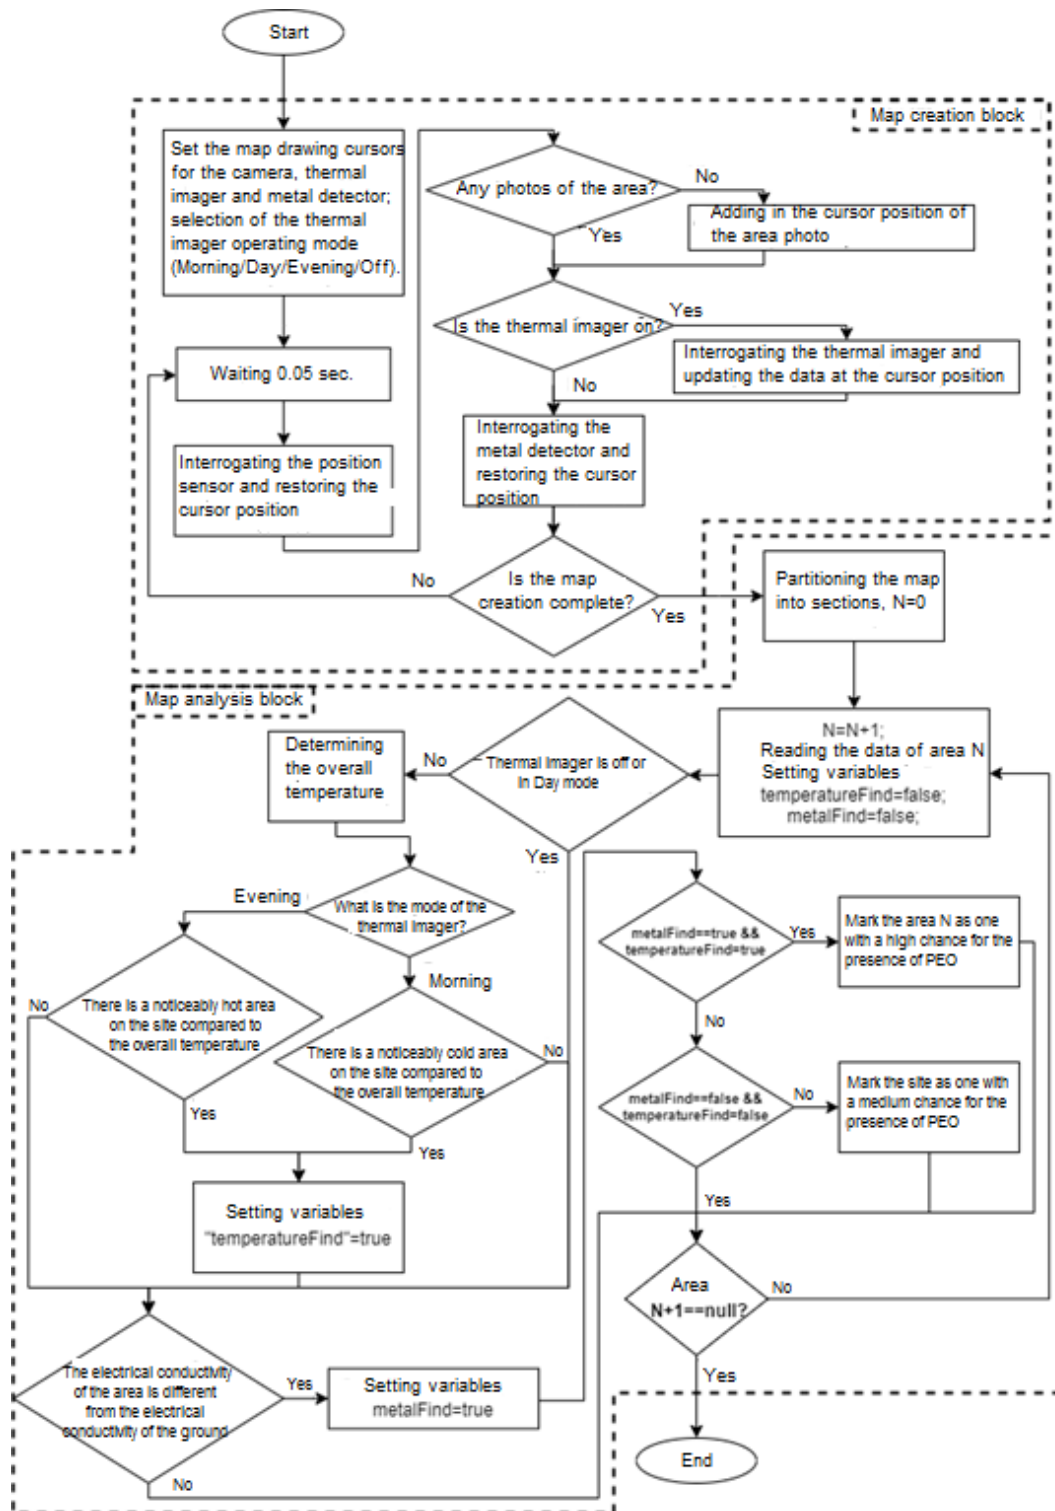 Start
Map creation block
Set the map drawing cursors
for the camera, thermal
imager and metal detector;
selection of the thermal
imager operating mode
(Morning/Day/Evening/Off).
Any photos of the area?
No
Yes
Adding in the cursor position of
the area photo
Is the thermal imager on?
Yes
No
Interrogating the thermal imager and
updating the data at the cursor position
Waiting 0.05 sec.
Interrogating the position
sensor and restoring the
cursor position
Interrogating the
metal detector and
restoring the cursor
position
Is the map
creation complete?
No
Yes
Partitioning the map
into sections, N=0
Map analysis block
N=N+1;
Reading the data of area N
Setting variables
temperatureFind=false;
metalFind=false;
Thermal Imager is off or
in Day mode
No
Yes
Determining
the overall
temperature
What is the mode of the
thermal imager?
Evening
Morning
There is a noticeably hot area
on the site compared to
the overall temperature
No
Yes
There is a noticeably cold area
on the site compared to
the overall temperature
No
Yes
Setting variables
"temperatureFind"=true
The electrical conductivity
of the area is different
from the electrical
conductivity of the ground
Yes
No
Setting variables
metalFind=true
metalFind==true &&
temperatureFind=true
Yes
No
Mark the area N as one
with a high chance for the
presence of PEO
metalFind==false &&
temperatureFind=false
No
Yes
Mark the site as one with
a medium chance for the
presence of PEO
Area
N+1==null?
No
Yes
End